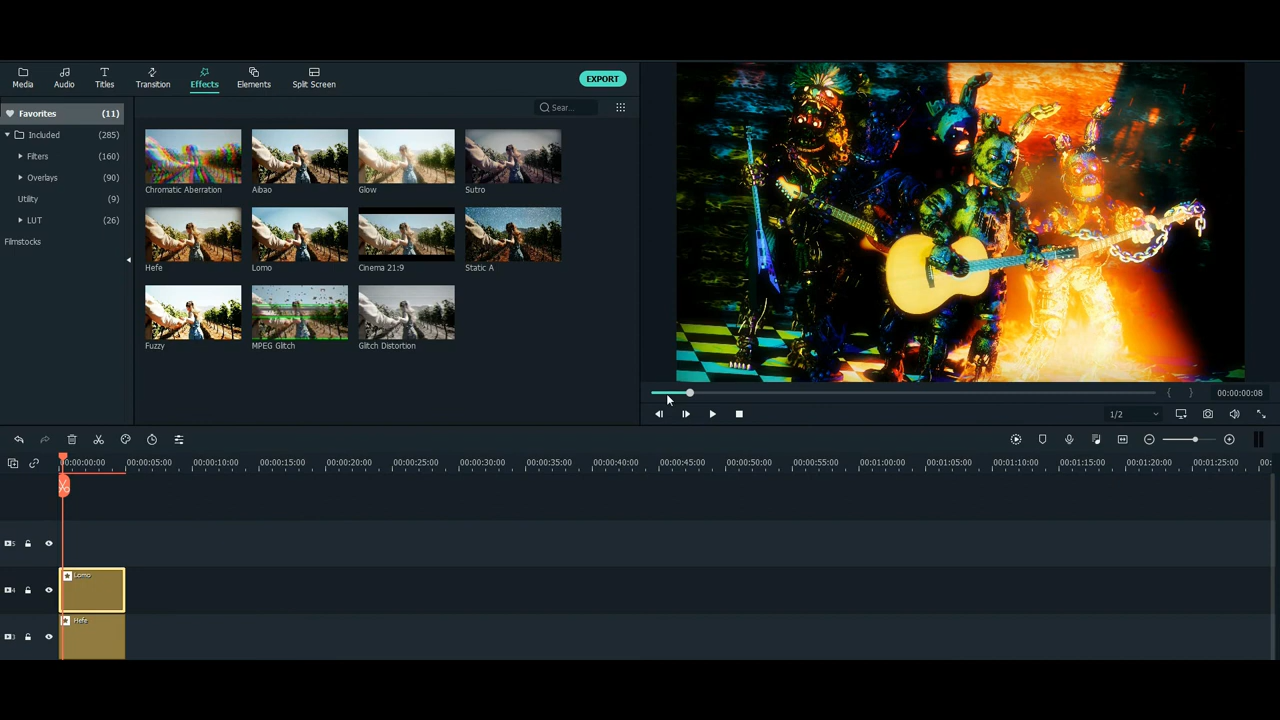 Media Audio Titles Transition Effects Elements Split Screen EXPORT
Favorites (11)
Included (285)
Filters (160)
Overlays (90)
Utility (9)
LUT (26)
Filmstocks
Sear...
Chromatic Aberration Aibao Glow Sutro
Hefe Lomo Cinema 21:9 Static A
Fuzzy MPEG Glitch Glitch Distortion
00:00:00:08
1/2
00:00:00:00 00:00:05:00 00:00:10:00 00:00:15:00 00:00:20:00 00:00:25:00 00:00:30:00 00:00:35:00 00:00:40:00 00:00:45:00 00:00:50:00 00:00:55:00 00:01:00:00 00:01:05:00 00:01:10:00 00:01:15:00 00:01:20:00 00:01:25:00 00:
5
4 Lomo
3 Hefe